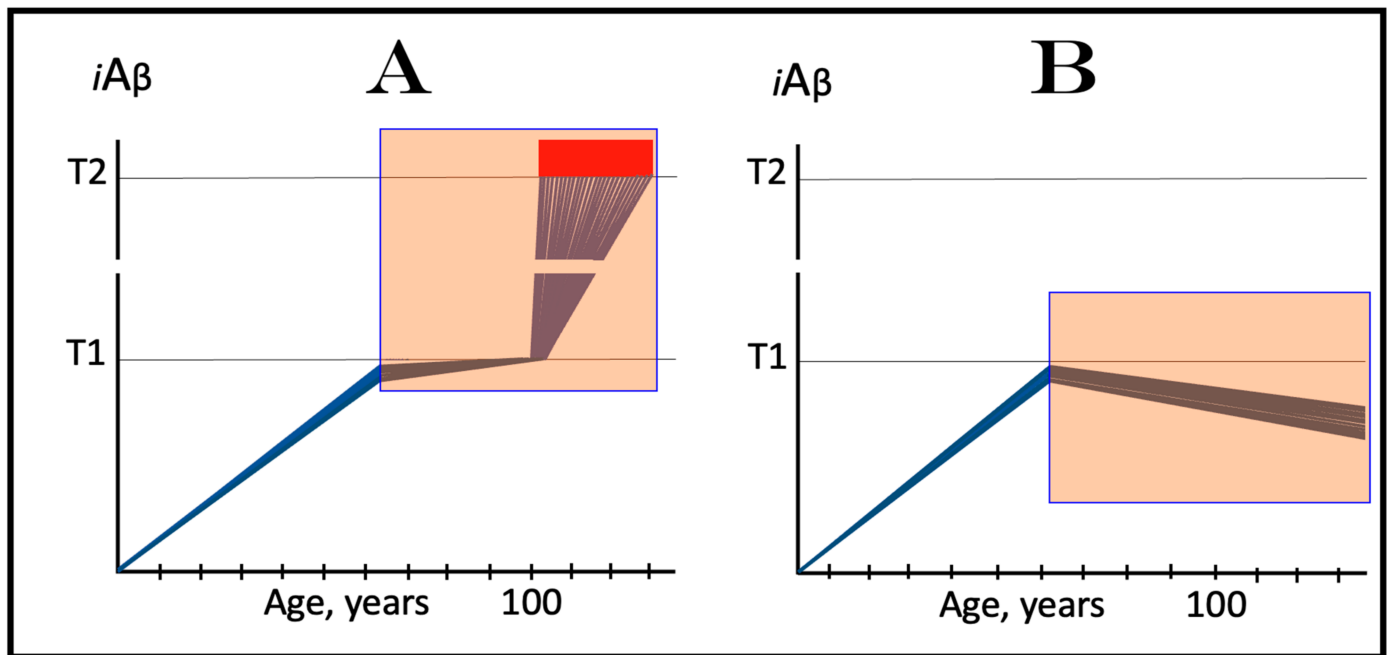 A
iAβ
T2
T1
Age, years 100
B
iAβ
T2
T1
Age, years 100